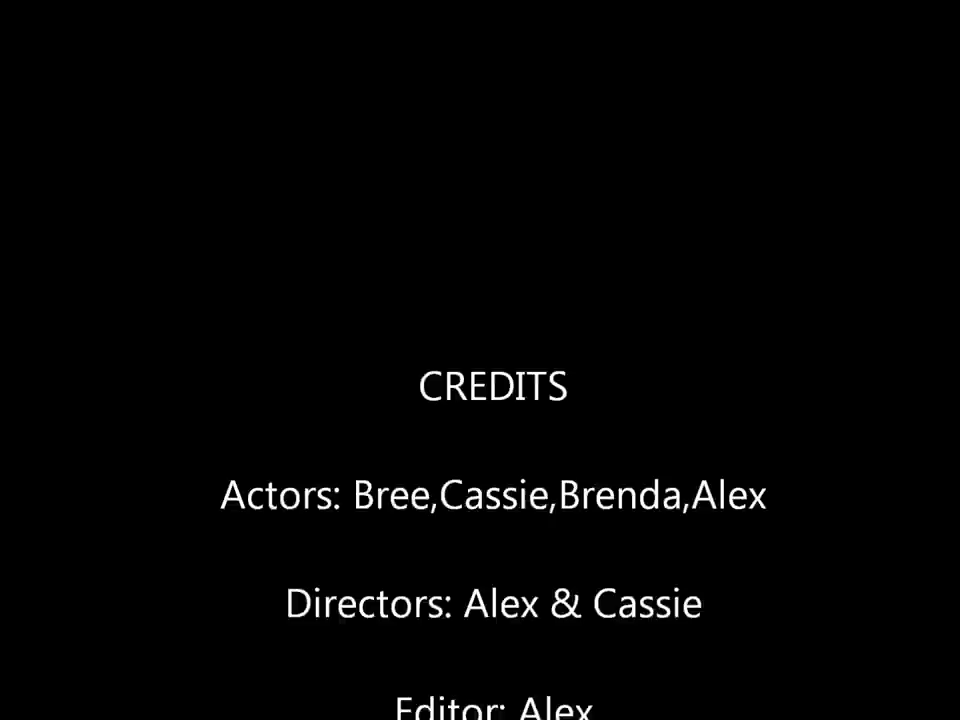 CREDITS
Actors: Bree,Cassie,Brenda,Alex
Directors: Alex & Cassie
Editor: Alex